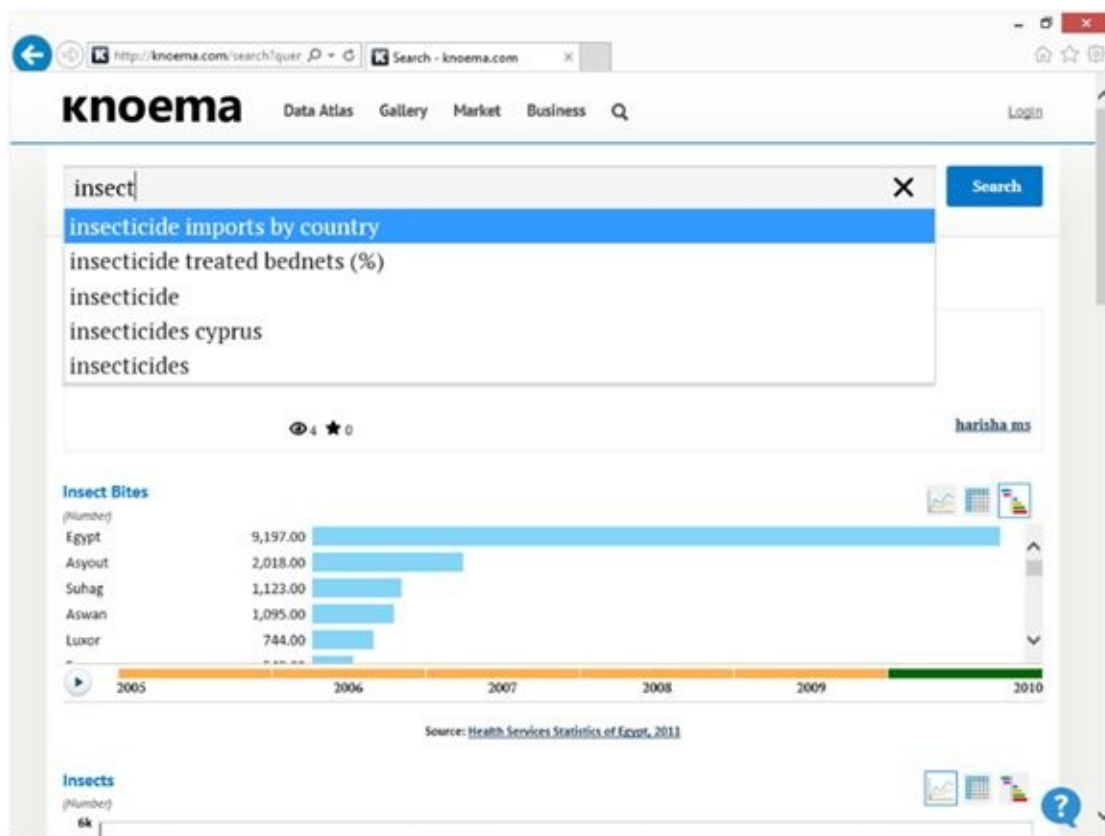 http://knoema.com/search?quer
Search - knoema.com
knoema
Data Atlas Gallery Market Business
Login
insect
Search
insecticide imports by country
insecticide treated bednets (%)
insecticide
insecticides cyprus
insecticides
4 0
harisha ms
Insect Bites
(Number)
Egypt 9,197.00
Asyout 2,018.00
Suhag 1,123.00
Aswan 1,095.00
Luxor 744.00
2005 2006 2007 2008 2009 2010
Source: Health Services Statistics of Egypt, 2011
Insects
(Number)
6k